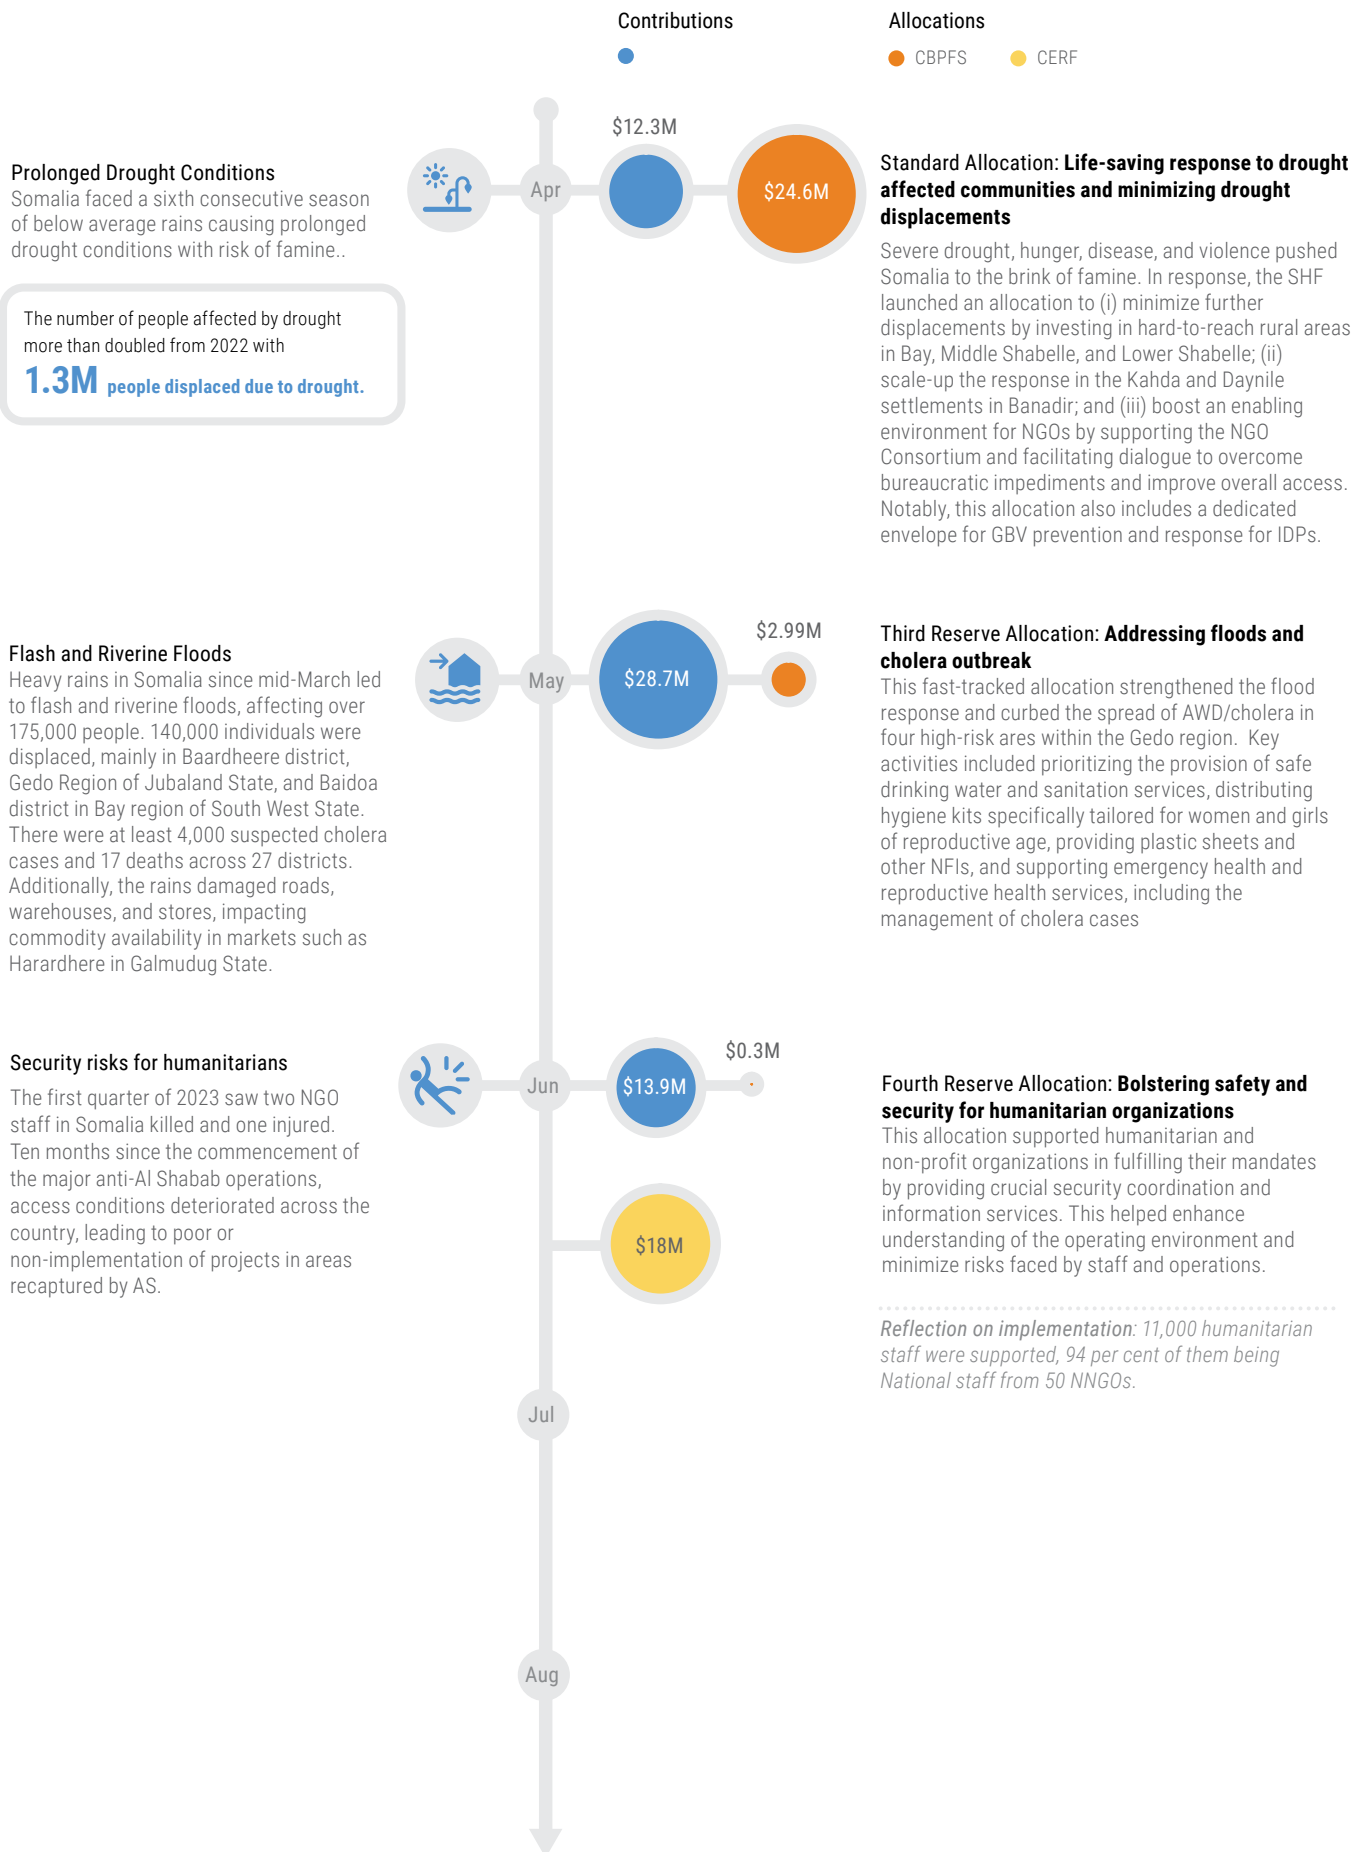 Contributions
Allocations
CBPFS
CERF
Prolonged Drought Conditions
Somalia faced a sixth consecutive season
of below average rains causing prolonged
drought conditions with risk of famine..
The number of people affected by drought
more than doubled from 2022 with
1.3M people displaced due to drought.
Apr
$12.3M
$24.6M
Standard Allocation: Life-saving response to drought
affected communities and minimizing drought
displacements
Severe drought, hunger, disease, and violence pushed
Somalia to the brink of famine. In response, the SHF
launched an allocation to (i) minimize further
displacements by investing in hard-to-reach rural areas
in Bay, Middle Shabelle, and Lower Shabelle; (ii)
scale-up the response in the Kahda and Daynile
settlements in Banadir; and (iii) boost an enabling
environment for NGOs by supporting the NGO
Consortium and facilitating dialogue to overcome
bureaucratic impediments and improve overall access.
Notably, this allocation also includes a dedicated
envelope for GBV prevention and response for IDPs.
Flash and Riverine Floods
Heavy rains in Somalia since mid-March led
to flash and riverine floods, affecting over
175,000 people. 140,000 individuals were
displaced, mainly in Baardheere district,
Gedo Region of Jubaland State, and Baidoa
district in Bay region of South West State.
There were at least 4,000 suspected cholera
cases and 17 deaths across 27 districts.
Additionally, the rains damaged roads,
warehouses, and stores, impacting
commodity availability in markets such as
Harardhere in Galmudug State.
May
$28.7M
$2.99M
Third Reserve Allocation: Addressing floods and
cholera outbreak
This fast-tracked allocation strengthened the flood
response and curbed the spread of AWD/cholera in
four high-risk ares within the Gedo region. Key
activities included prioritizing the provision of safe
drinking water and sanitation services, distributing
hygiene kits specifically tailored for women and girls
of reproductive age, providing plastic sheets and
other NFIs, and supporting emergency health and
reproductive health services, including the
management of cholera cases
Security risks for humanitarians
The first quarter of 2023 saw two NGO
staff in Somalia killed and one injured.
Ten months since the commencement of
the major anti-Al Shabab operations,
access conditions deteriorated across the
country, leading to poor or
non-implementation of projects in areas
recaptured by AS.
Jun
$13.9M
$0.3M
$18M
Fourth Reserve Allocation: Bolstering safety and
security for humanitarian organizations
This allocation supported humanitarian and
non-profit organizations in fulfilling their mandates
by providing crucial security coordination and
information services. This helped enhance
understanding of the operating environment and
minimize risks faced by staff and operations.
Reflection on implementation: 11,000 humanitarian
staff were supported, 94 per cent of them being
National staff from 50 NNGOs.
Jul
Aug